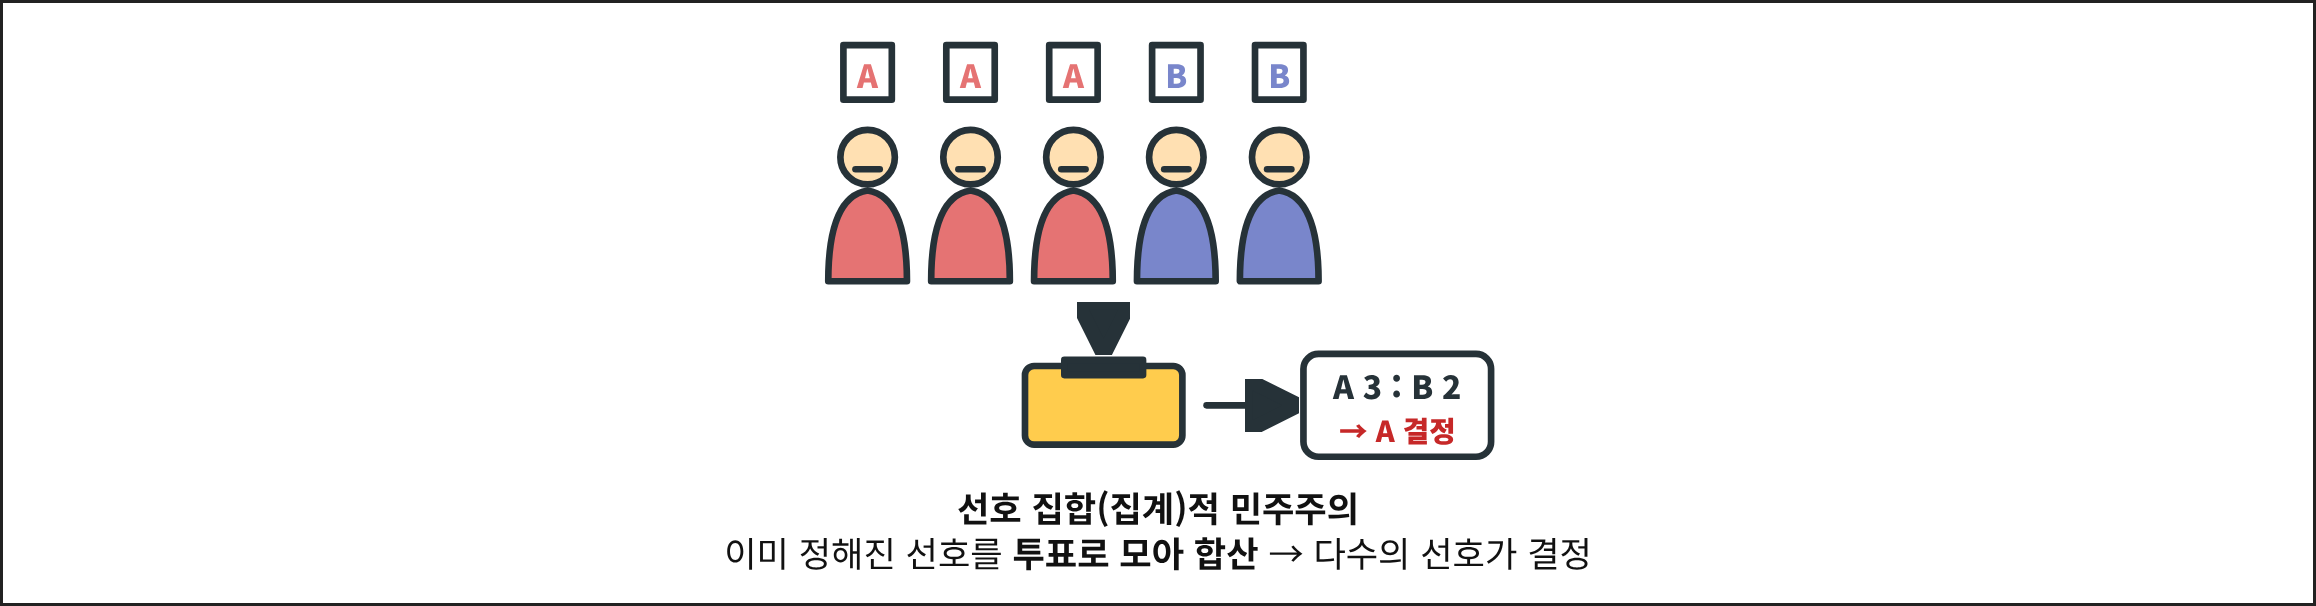 A A A B B
A 3 : B 2
→ A 결정
선호 집합(집계)적 민주주의
이미 정해진 선호를 투표로 모아 합산 → 다수의 선호가 결정